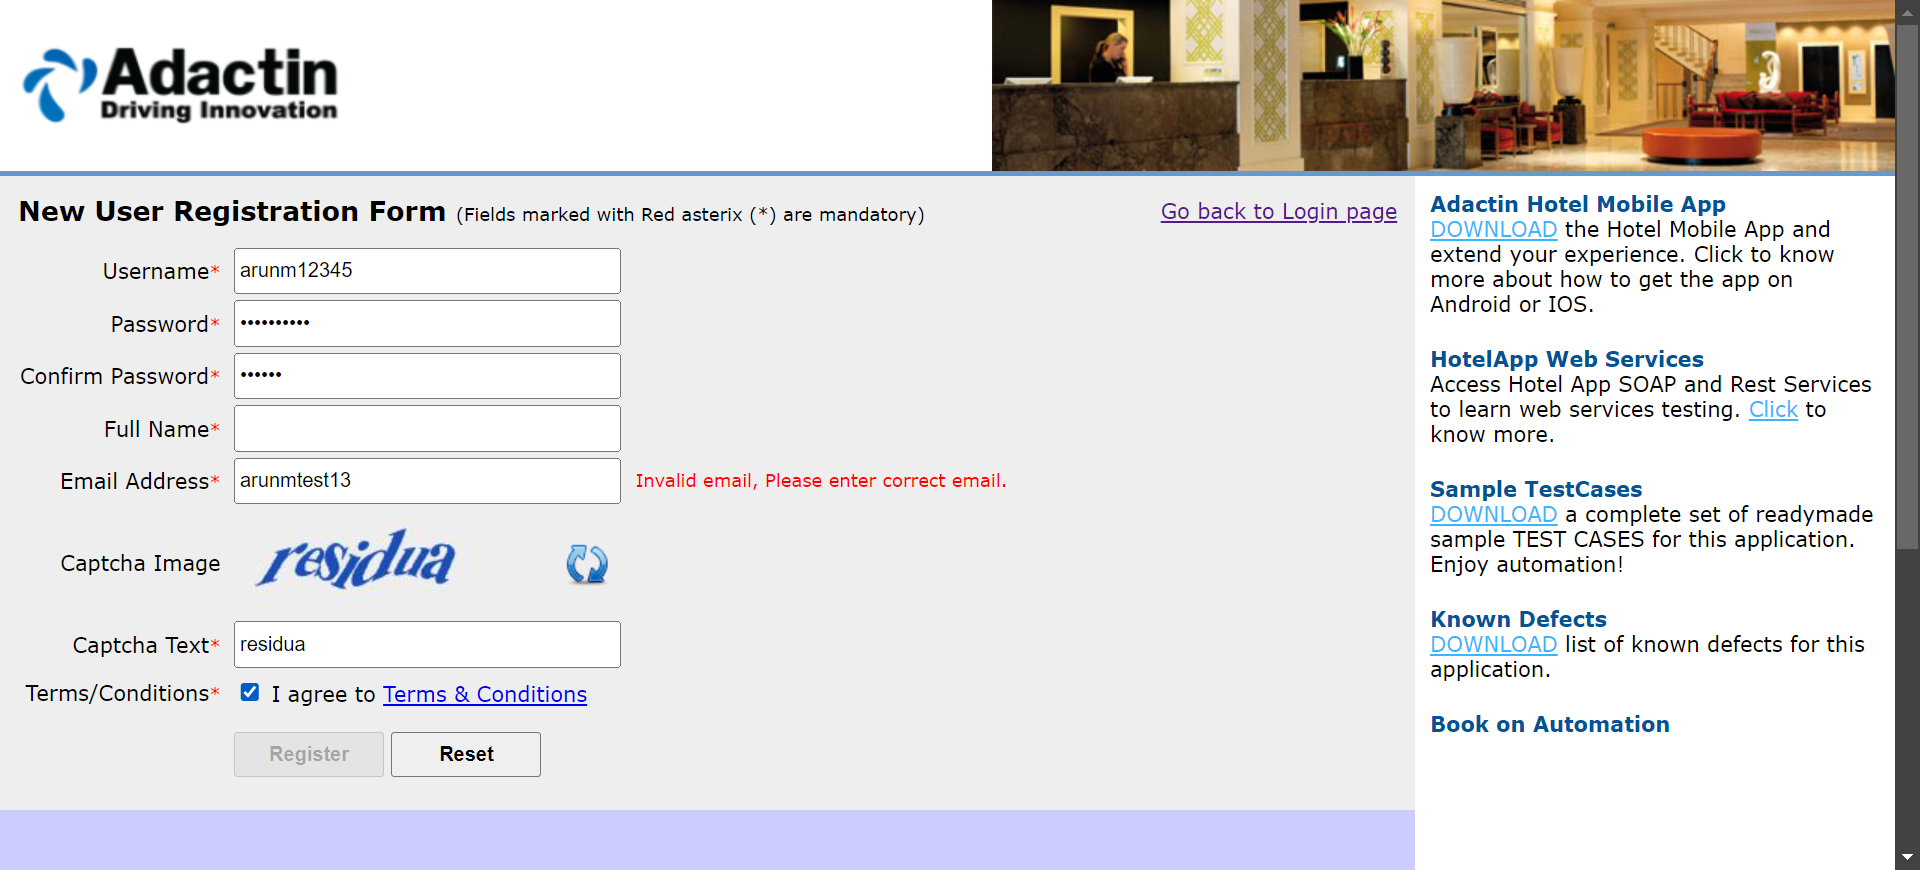 Adactin
Driving Innovation
New User Registration Form (Fields marked with Red asterix (*) are mandatory)
Go back to Login page
Username* arunm12345
Password* ••••••••••
Confirm Password* ••••••
Full Name*
Email Address* arunmtest13 Invalid email, Please enter correct email.
Captcha Image residua
Captcha Text* residua
Terms/Conditions* I agree to Terms & Conditions
Register Reset
Adactin Hotel Mobile App
DOWNLOAD the Hotel Mobile App and
extend your experience. Click to know
more about how to get the app on
Android or IOS.
HotelApp Web Services
Access Hotel App SOAP and Rest Services
to learn web services testing. Click to
know more.
Sample TestCases
DOWNLOAD a complete set of readymade
sample TEST CASES for this application.
Enjoy automation!
Known Defects
DOWNLOAD list of known defects for this
application.
Book on Automation